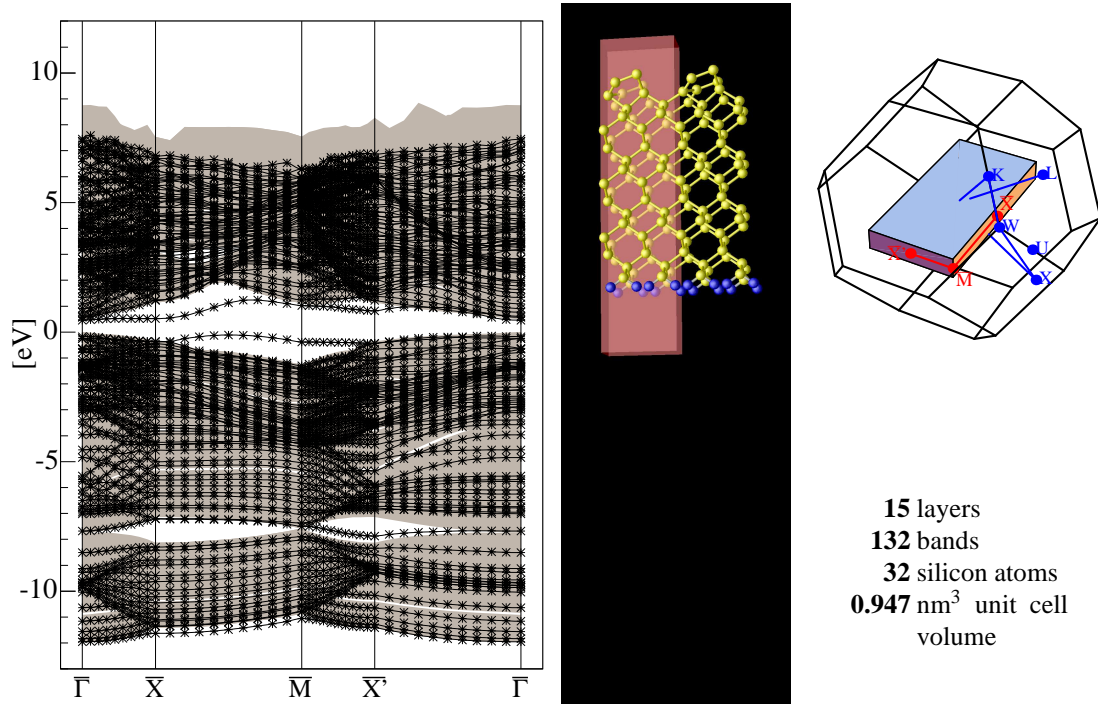 10
5
0
-5
-10
[eV]
Γ̅
X̅
M̅
X’
Γ̅
K
L
X
W
U
X
X'
M
15 layers
132 bands
32 silicon atoms
0.947 nm³ unit cell
volume